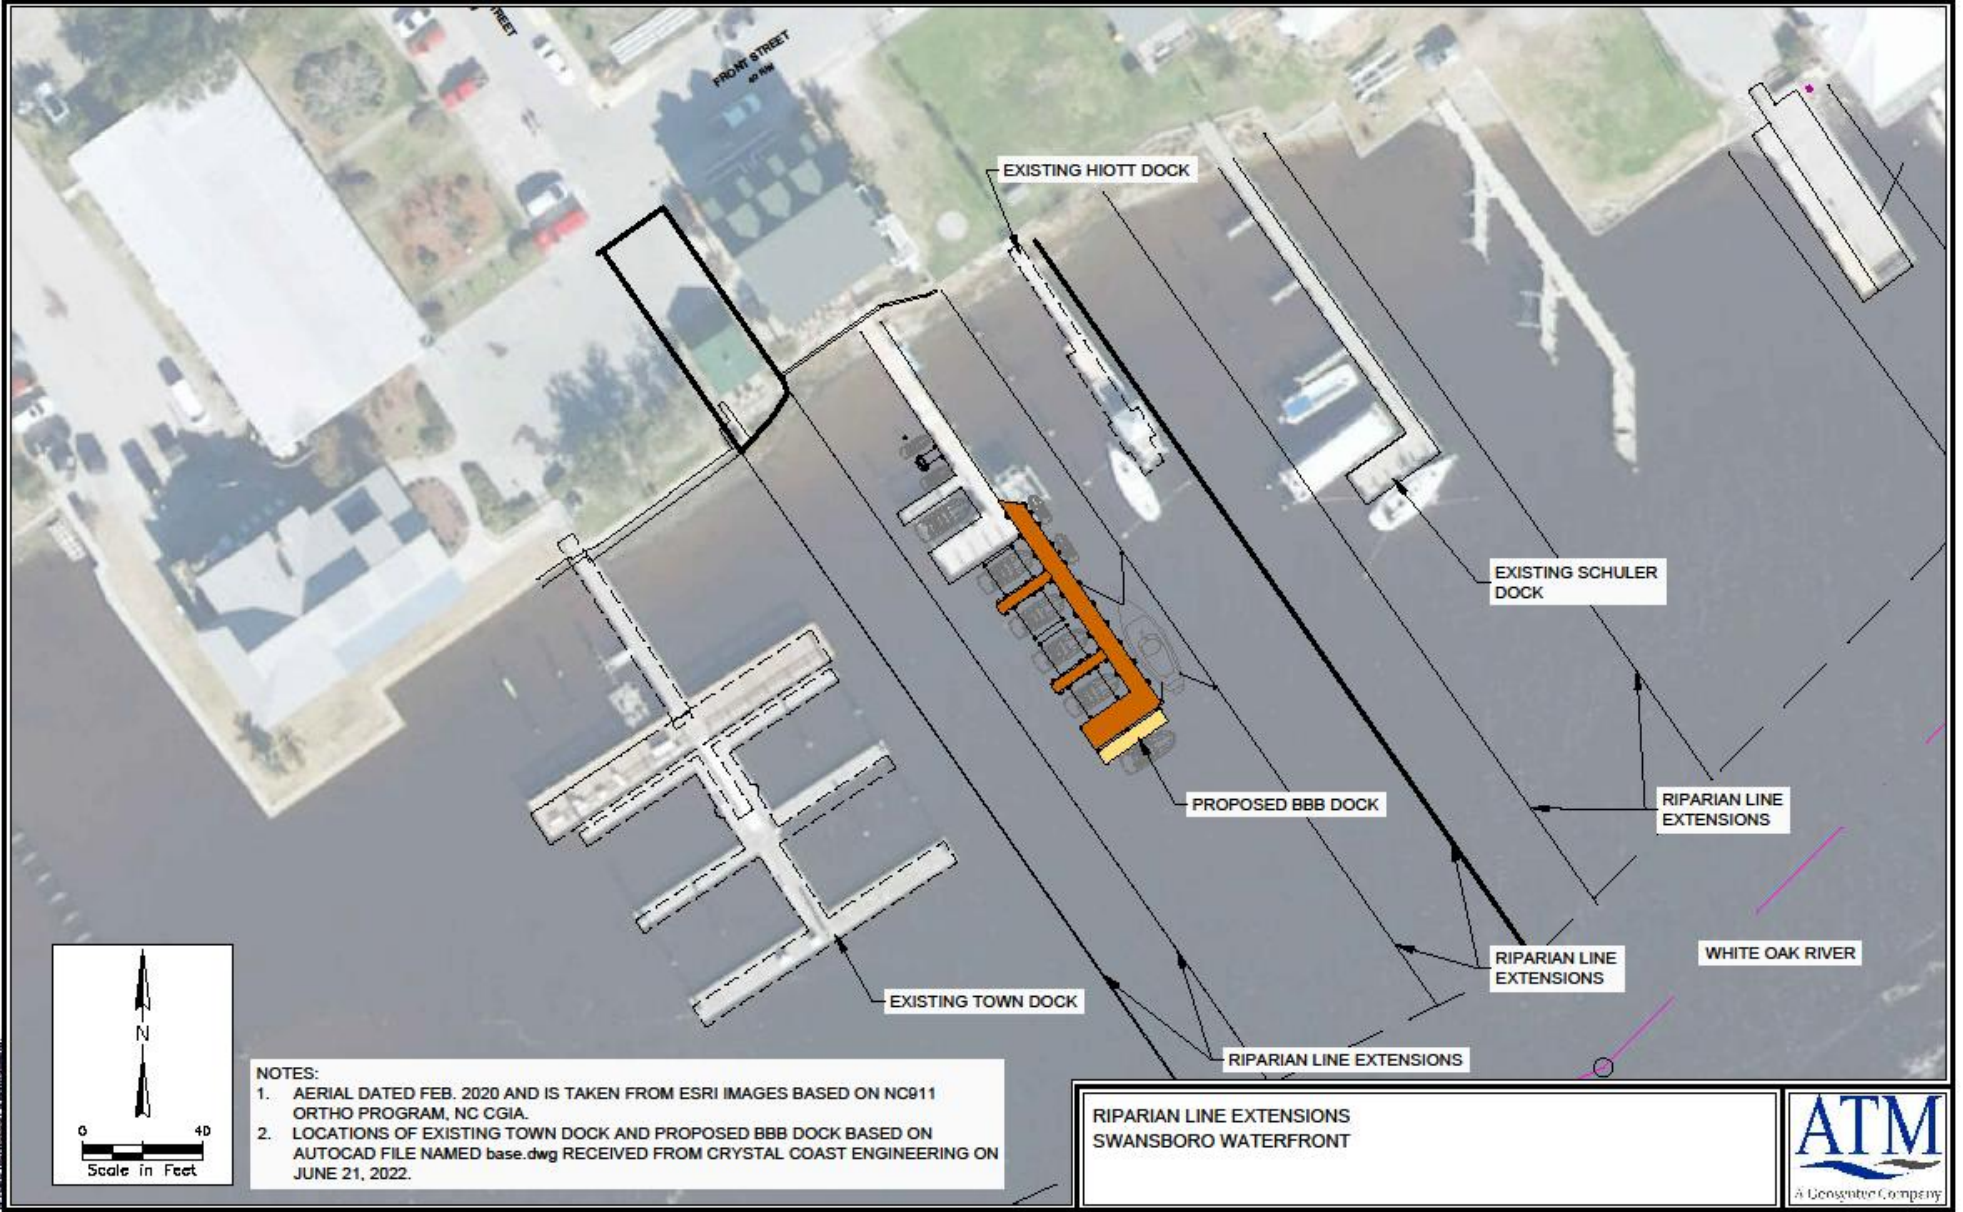 TREET
FRONT STREET
EXISTING HIOTT DOCK
EXISTING SCHULER
DOCK
PROPOSED BBB DOCK
RIPARIAN LINE
EXTENSIONS
RIPARIAN LINE
EXTENSIONS
WHITE OAK RIVER
EXISTING TOWN DOCK
RIPARIAN LINE EXTENSIONS
N
0 40
Scale in Feet
NOTES:
1. AERIAL DATED FEB. 2020 AND IS TAKEN FROM ESRI IMAGES BASED ON NC911
ORTHO PROGRAM, NC CGIA.
2. LOCATIONS OF EXISTING TOWN DOCK AND PROPOSED BBB DOCK BASED ON
AUTOCAD FILE NAMED base.dwg RECEIVED FROM CRYSTAL COAST ENGINEERING ON
JUNE 21, 2022.
RIPARIAN LINE EXTENSIONS
SWANSBORO WATERFRONT
ATM
A Geosyntec Company